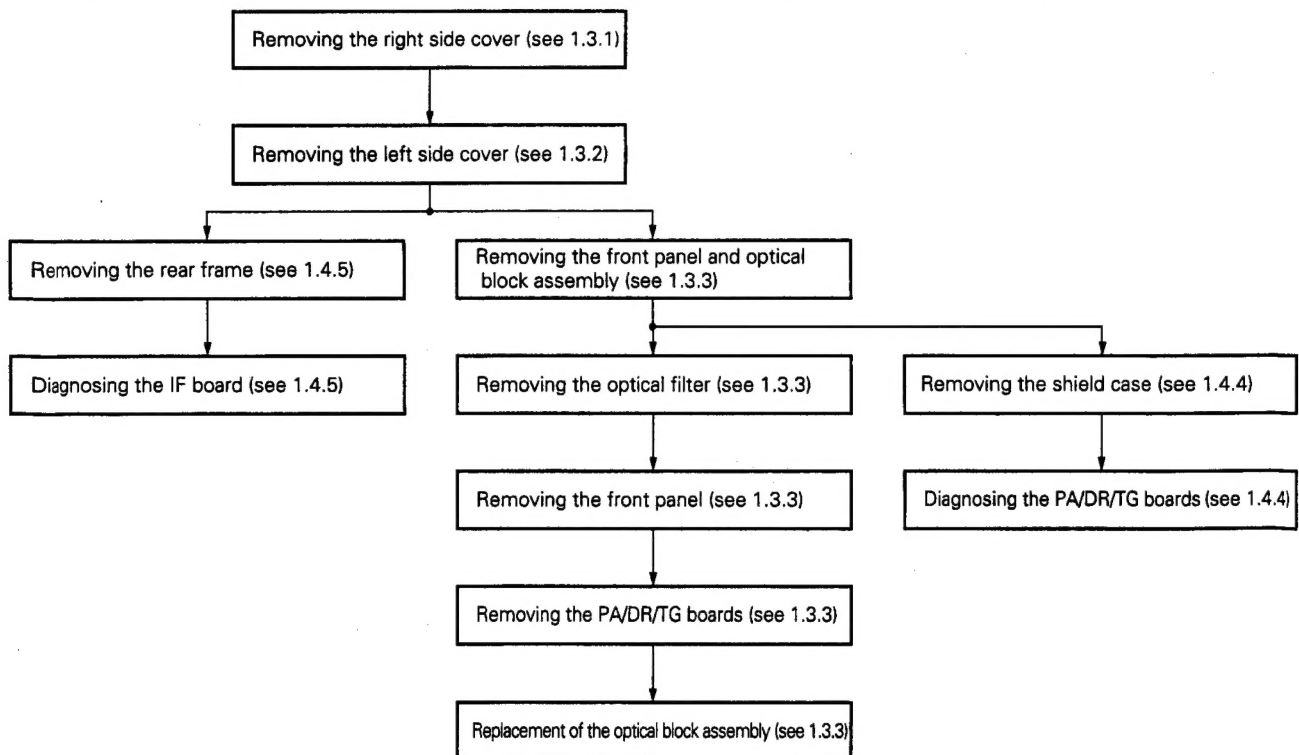 Removing the right side cover (see 1.3.1)
Removing the left side cover (see 1.3.2)
Removing the rear frame (see 1.4.5)
Removing the front panel and optical
block assembly (see 1.3.3)
Diagnosing the IF board (see 1.4.5)
Removing the optical filter (see 1.3.3)
Removing the shield case (see 1.4.4)
Removing the front panel (see 1.3.3)
Diagnosing the PA/DR/TG boards (see 1.4.4)
Removing the PA/DR/TG boards (see 1.3.3)
Replacement of the optical block assembly (see 1.3.3)